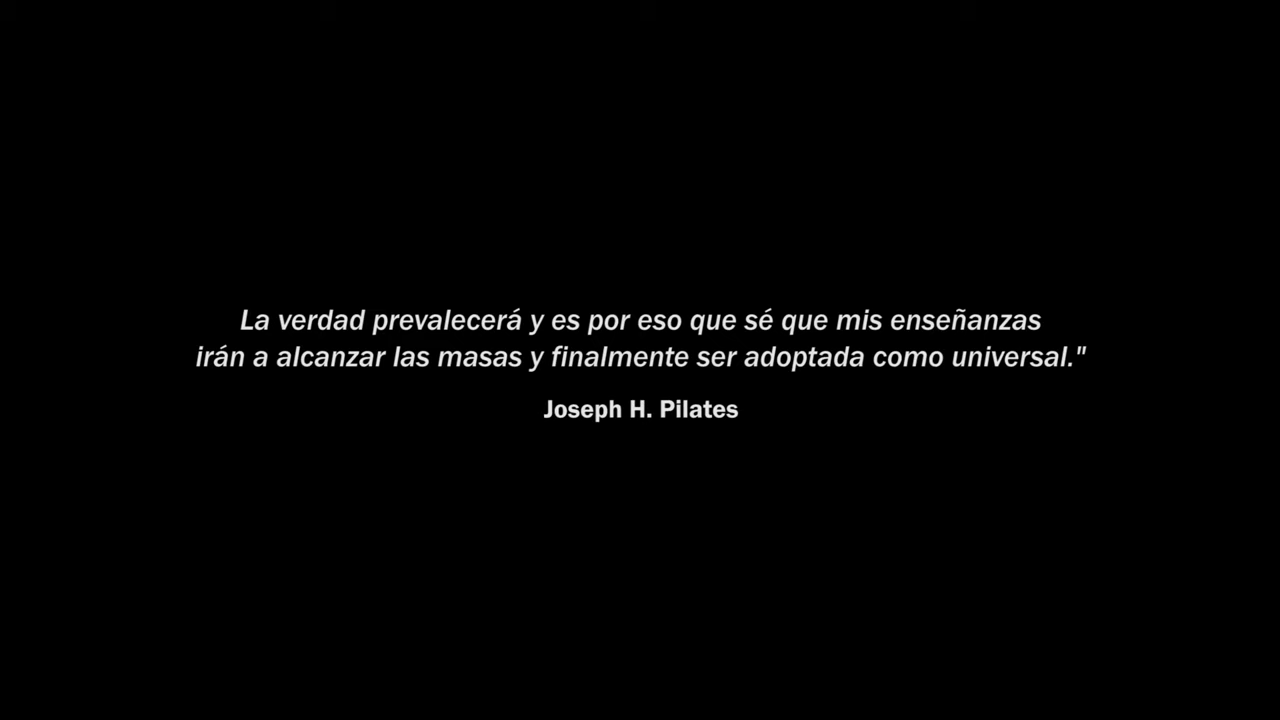 La verdad prevalecerá y es por eso que sé que mis enseñanzas
irán a alcanzar las masas y finalmente ser adoptada como universal."
Joseph H. Pilates